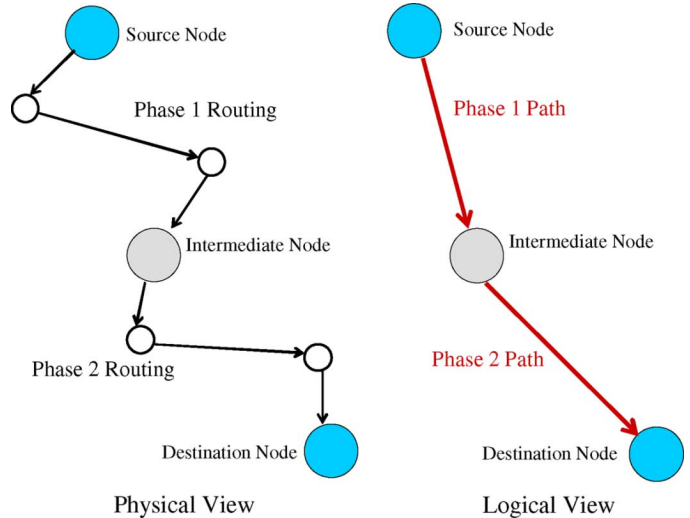 Source Node
Phase 1 Routing
Intermediate Node
Phase 2 Routing
Destination Node
Physical View
Source Node
Phase 1 Path
Intermediate Node
Phase 2 Path
Destination Node
Logical View